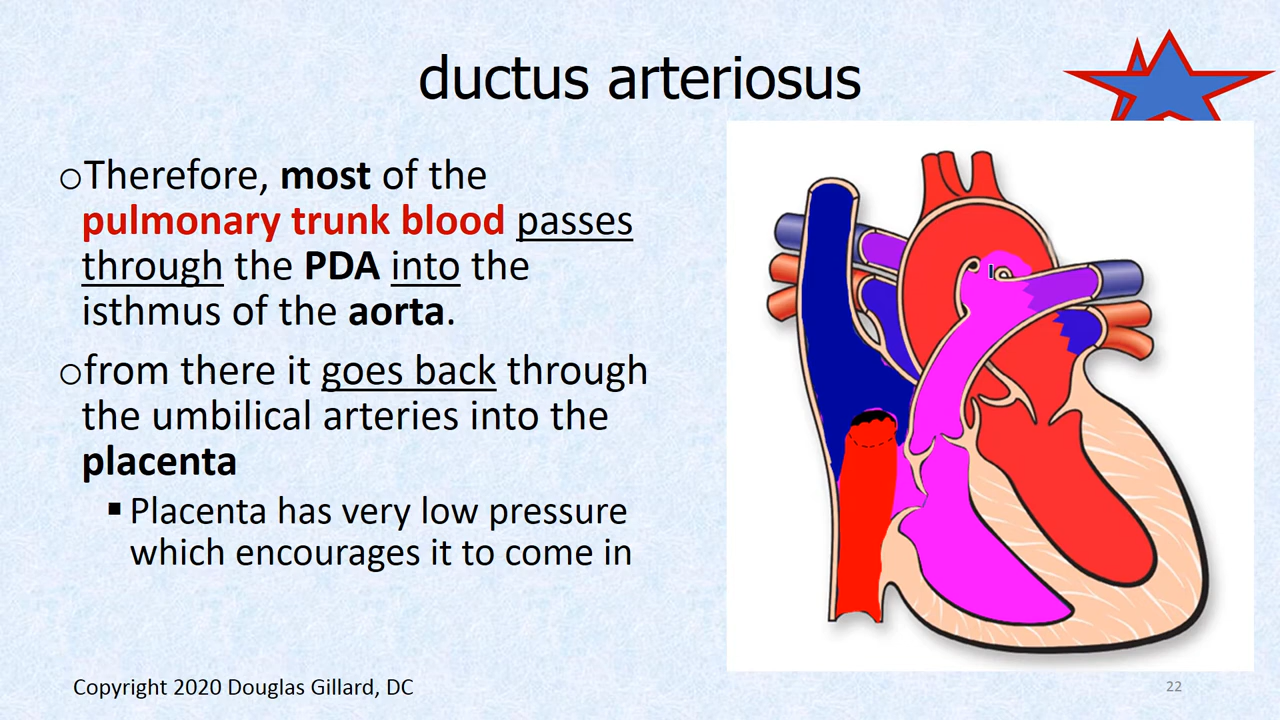 ductus arteriosus
○Therefore, most of the
pulmonary trunk blood passes
through the PDA into the
isthmus of the aorta.
○from there it goes back through
the umbilical arteries into the
placenta
▪ Placenta has very low pressure
which encourages it to come in
Copyright 2020 Douglas Gillard, DC
22